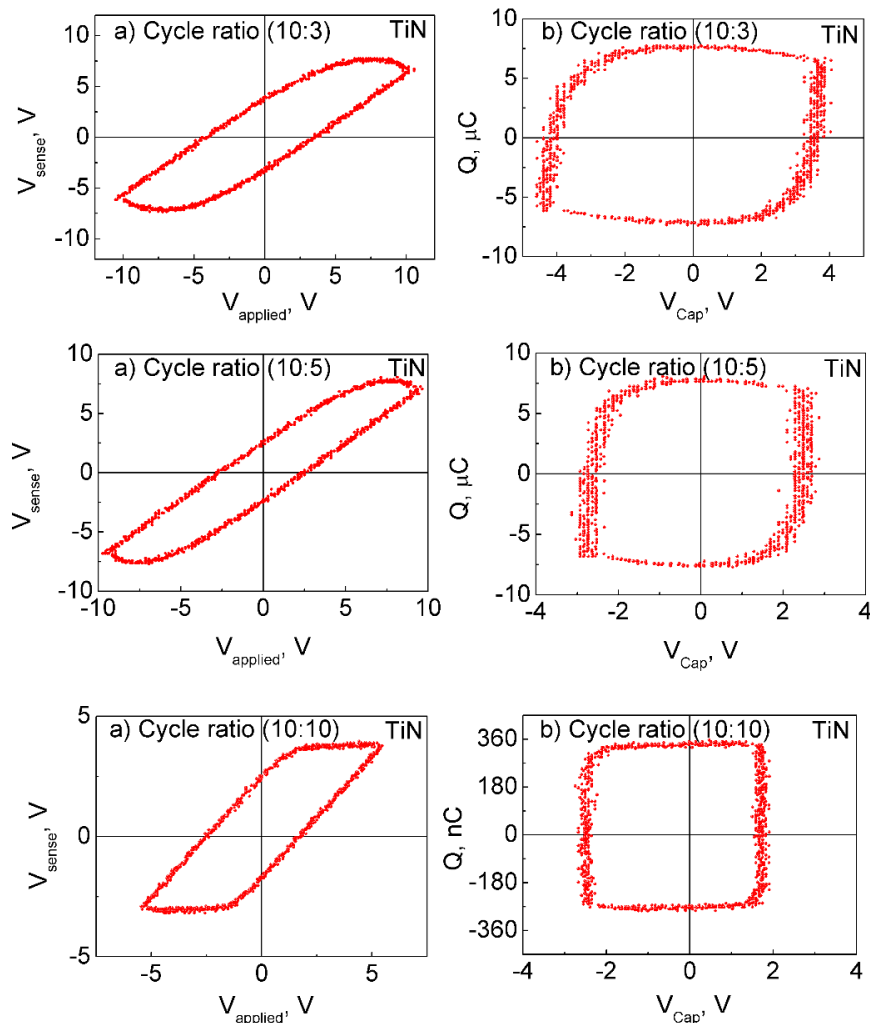 a) Cycle ratio (10:3) TiN
10
5
0
-5
-10
V_sense, V
-10 -5 0 5 10
V_applied, V
b) Cycle ratio (10:3) TiN
10
5
0
-5
-10
Q, μC
-4 -2 0 2 4
V_Cap, V
a) Cycle ratio (10:5) TiN
10
5
0
-5
-10
V_sense, V
-10 -5 0 5 10
V_applied, V
b) Cycle ratio (10:5) TiN
10
5
0
-5
-10
Q, μC
-4 -2 0 2 4
V_Cap, V
a) Cycle ratio (10:10) TiN
5
0
-5
V_sense, V
-5 0 5
V_applied, V
b) Cycle ratio (10:10) TiN
360
180
0
-180
-360
Q, nC
-4 -2 0 2 4
V_Cap, V